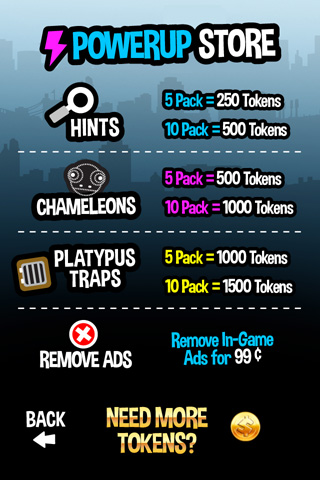 POWERUP STORE
HINTS
5 Pack = 250 Tokens
10 Pack = 500 Tokens
CHAMELEONS
5 Pack = 500 Tokens
10 Pack = 1000 Tokens
PLATYPUS
TRAPS
5 Pack = 1000 Tokens
10 Pack = 1500 Tokens
REMOVE ADS
Remove In-Game
Ads for 99 ¢
BACK
NEED MORE
TOKENS?